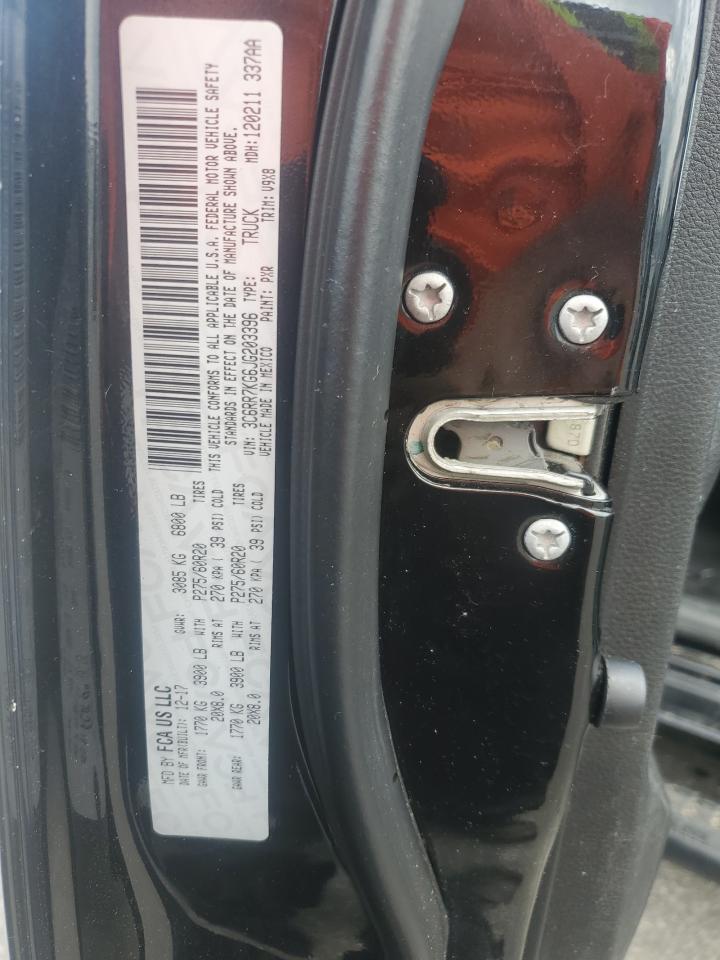 MFD BY FCA US LLC
DATE OF MFR(BUILT): 12-17 GVWR: 3085 KG 6800 LB
GWAR FRONT: 1770 KG 3900 LB WITH P275/60R20 TIRES
20X8.0 RIMS AT 270 KPA ( 39 PSI) COLD
GWAR REAR: 1770 KG 3900 LB WITH P275/60R20 TIRES
20X8.0 RIMS AT 270 KPA ( 39 PSI) COLD
THIS VEHICLE CONFORMS TO ALL APPLICABLE U.S.A. FEDERAL MOTOR VEHICLE SAFETY
STANDARDS IN EFFECT ON THE DATE OF MANUFACTURE SHOWN ABOVE.
VIN: 3C6RR7KG6JG203396 TYPE: TRUCK MDH:120211 337AA
VEHICLE MADE IN MEXICO PAINT: PXR TRIM: V9X8